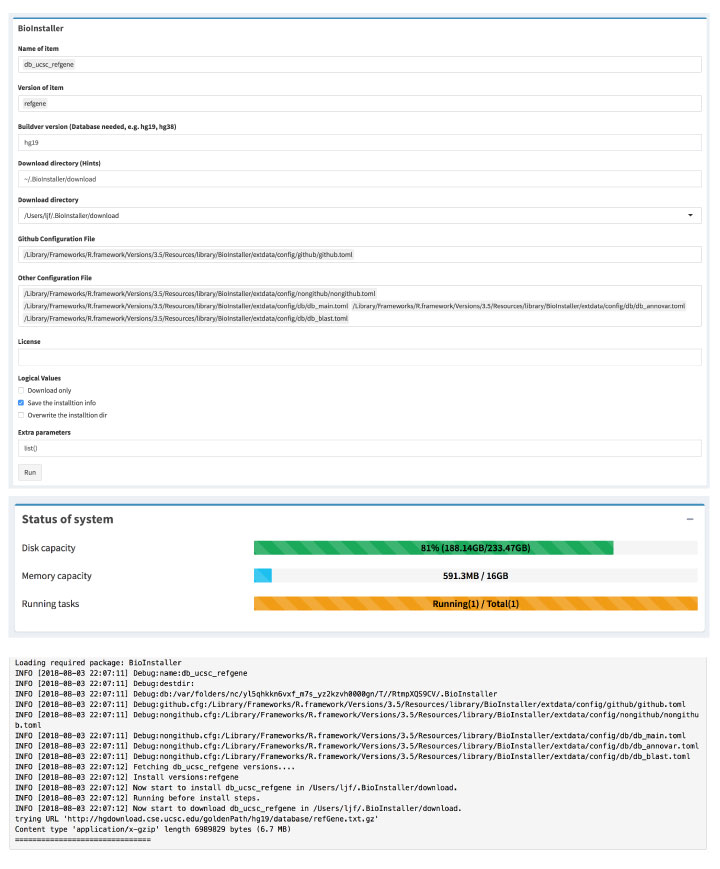 BioInstaller
Name of item
db_ucsc_refgene
Version of item
refgene
Buildver version (Database needed, e.g. hg19, hg38)
hg19
Download directory (Hints)
~/.BioInstaller/download
Download directory
/Users/ljf/.BioInstaller/download
Github Configuration File
/Library/Frameworks/R.framework/Versions/3.5/Resources/library/BioInstaller/extdata/config/github/github.toml
Other Configuration File
/Library/Frameworks/R.framework/Versions/3.5/Resources/library/BioInstaller/extdata/config/nongithub/nongithub.toml
/Library/Frameworks/R.framework/Versions/3.5/Resources/library/BioInstaller/extdata/config/db/db_main.toml /Library/Frameworks/R.framework/Versions/3.5/Resources/library/BioInstaller/extdata/config/db/db_annovar.toml
/Library/Frameworks/R.framework/Versions/3.5/Resources/library/BioInstaller/extdata/config/db/db_blast.toml
License
Logical Values
Download only
Save the installtion info
Overwrite the installtion dir
Extra parameters
list()
Run
Status of system
Disk capacity 81% (188.14GB/233.47GB)
Memory capacity 591.3MB / 16GB
Running tasks Running(1) / Total(1)
Loading required package: BioInstaller
INFO [2018-08-03 22:07:11] Debug:name:db_ucsc_refgene
INFO [2018-08-03 22:07:11] Debug:destdir:
INFO [2018-08-03 22:07:11] Debug:db:/var/folders/nc/yl5qhkkn6vxf_m7s_yz2kzvh0000gn/T//RtmpXQS9CV/.BioInstaller
INFO [2018-08-03 22:07:11] Debug:github.cfg:/Library/Frameworks/R.framework/Versions/3.5/Resources/library/BioInstaller/extdata/config/github/github.toml
INFO [2018-08-03 22:07:11] Debug:nongithub.cfg:/Library/Frameworks/R.framework/Versions/3.5/Resources/library/BioInstaller/extdata/config/nongithub/nongithu
b.toml
INFO [2018-08-03 22:07:11] Debug:nongithub.cfg:/Library/Frameworks/R.framework/Versions/3.5/Resources/library/BioInstaller/extdata/config/db/db_main.toml
INFO [2018-08-03 22:07:11] Debug:nongithub.cfg:/Library/Frameworks/R.framework/Versions/3.5/Resources/library/BioInstaller/extdata/config/db/db_annovar.toml
INFO [2018-08-03 22:07:11] Debug:nongithub.cfg:/Library/Frameworks/R.framework/Versions/3.5/Resources/library/BioInstaller/extdata/config/db/db_blast.toml
INFO [2018-08-03 22:07:12] Fetching db_ucsc_refgene versions....
INFO [2018-08-03 22:07:12] Install versions:refgene
INFO [2018-08-03 22:07:12] Now start to install db_ucsc_refgene in /Users/ljf/.BioInstaller/download.
INFO [2018-08-03 22:07:12] Running before install steps.
INFO [2018-08-03 22:07:12] Now start to download db_ucsc_refgene in /Users/ljf/.BioInstaller/download.
trying URL 'http://hgdownload.cse.ucsc.edu/goldenPath/hg19/database/refGene.txt.gz'
Content type 'application/x-gzip' length 6989829 bytes (6.7 MB)
===============================